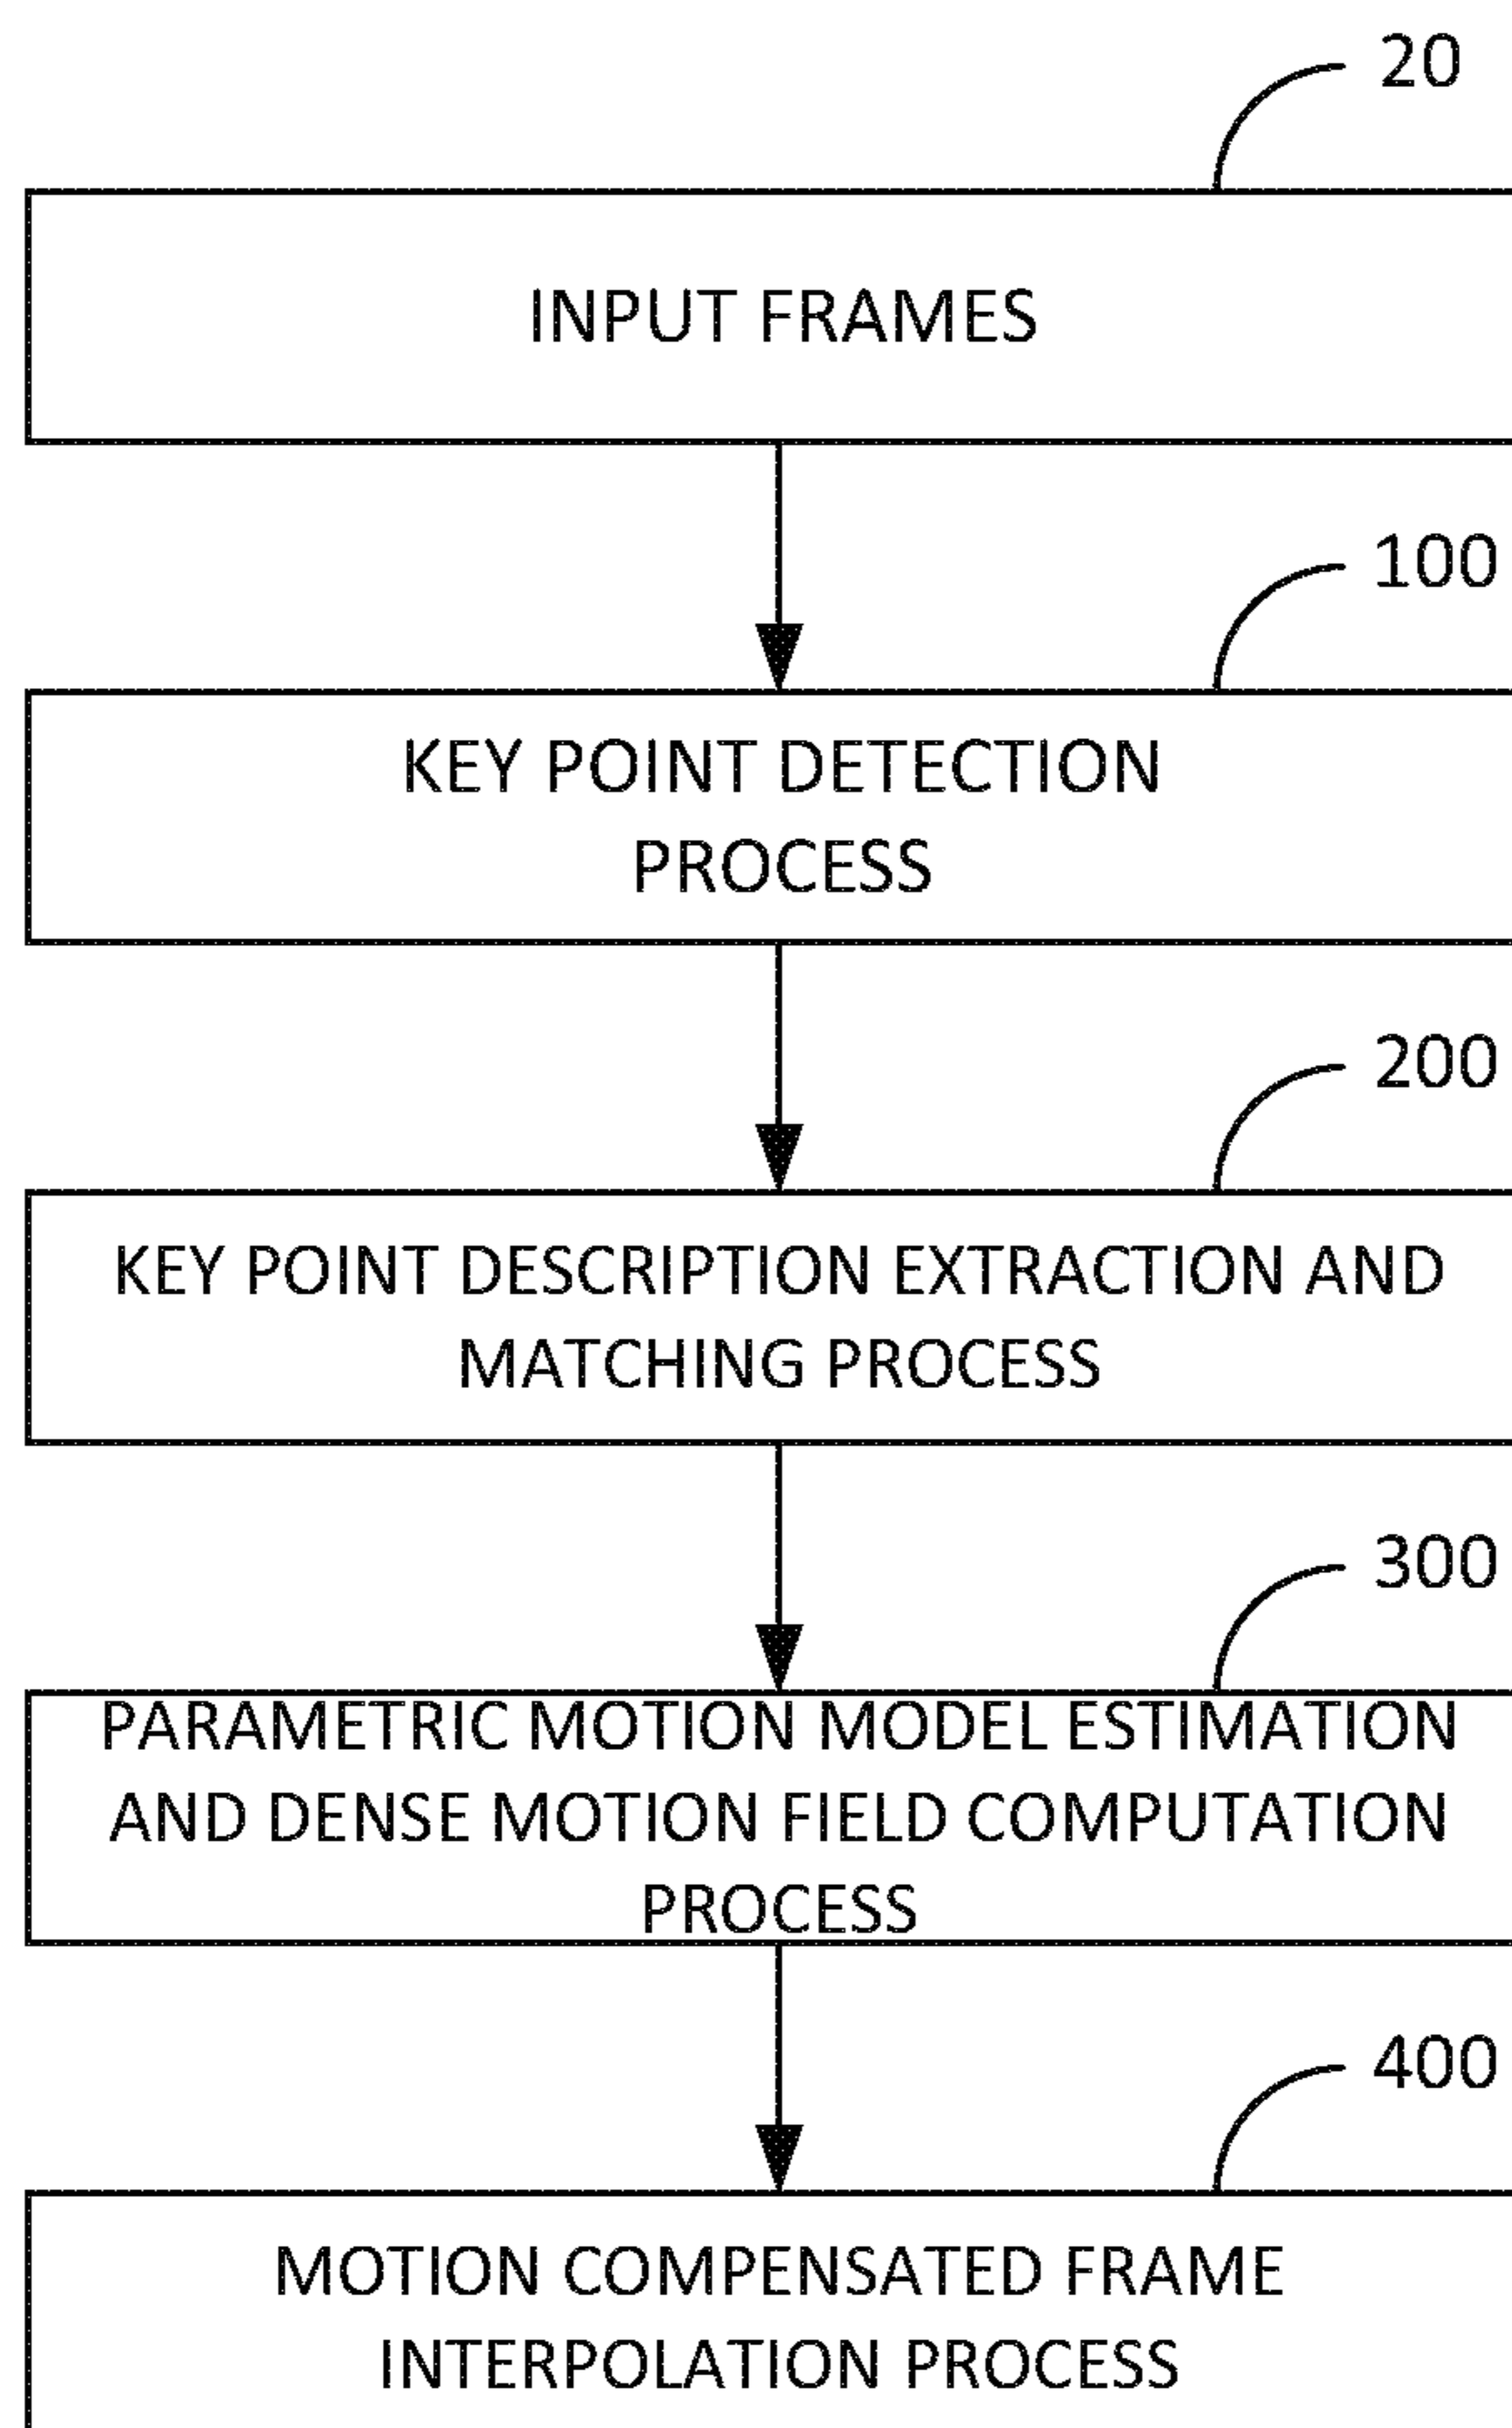 20
INPUT FRAMES
100
KEY POINT DETECTION
PROCESS
200
KEY POINT DESCRIPTION EXTRACTION AND
MATCHING PROCESS
300
PARAMETRIC MOTION MODEL ESTIMATION
AND DENSE MOTION FIELD COMPUTATION
PROCESS
400
MOTION COMPENSATED FRAME
INTERPOLATION PROCESS